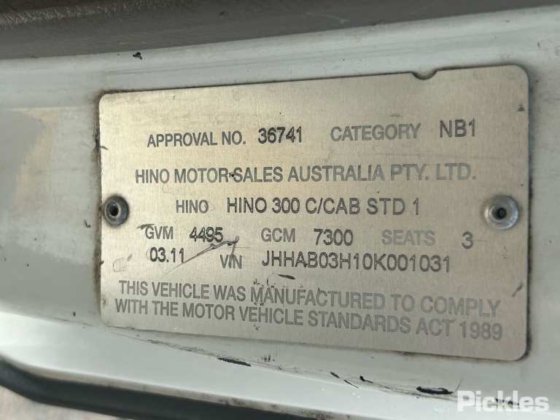 APPROVAL NO. 36741 CATEGORY NB1
HINO MOTOR SALES AUSTRALIA PTY. LTD.
HINO HINO 300 C/CAB STD 1
GVM 4495 GCM 7300 SEATS 3
03.11 VIN JHHAB03H10K001031
THIS VEHICLE WAS MANUFACTURED TO COMPLY
WITH THE MOTOR VEHICLE STANDARDS ACT 1989
Pickles